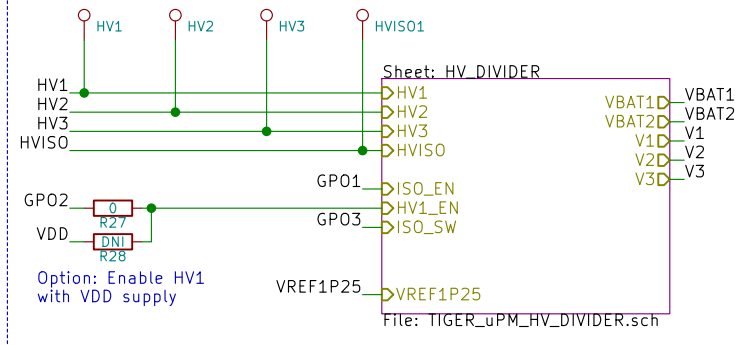 HV1
HV2
HV3
HVISO1
Sheet: HV_DIVIDER
HV1
HV2
HV3
HVISO
HV1
HV2
HV3
HVISO
VBAT1
VBAT2
V1
V2
V3
VBAT1
VBAT2
V1
V2
V3
GPO1
ISO_EN
GPO2
0
R27
HV1_EN
GPO3
ISO_SW
VDD
DNI
R28
Option: Enable HV1
with VDD supply
VREF1P25
VREF1P25
File: TIGER_uPM_HV_DIVIDER.sch